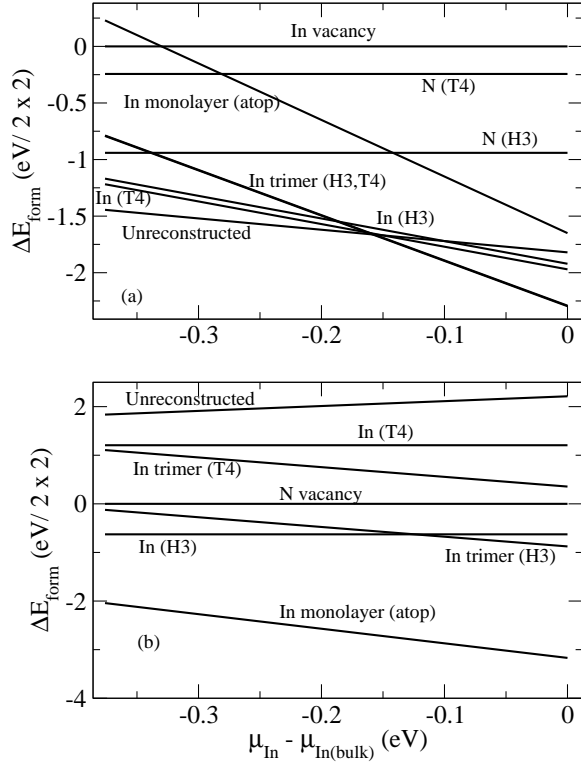 In vacancy
0
N (T4)
In monolayer (atop)
-0.5
N (H3)
-1
In trimer (H3,T4)
In (T4)
In (H3)
-1.5
Unreconstructed
-2
(a)
ΔE_form (eV/ 2 x 2)
-0.3 -0.2 -0.1 0
Unreconstructed
2
In (T4)
In trimer (T4)
N vacancy
0
In (H3)
In trimer (H3)
-2
In monolayer (atop)
(b)
-4
ΔE_form (eV/ 2 x 2)
-0.3 -0.2 -0.1 0
μ_In - μ_In(bulk) (eV)